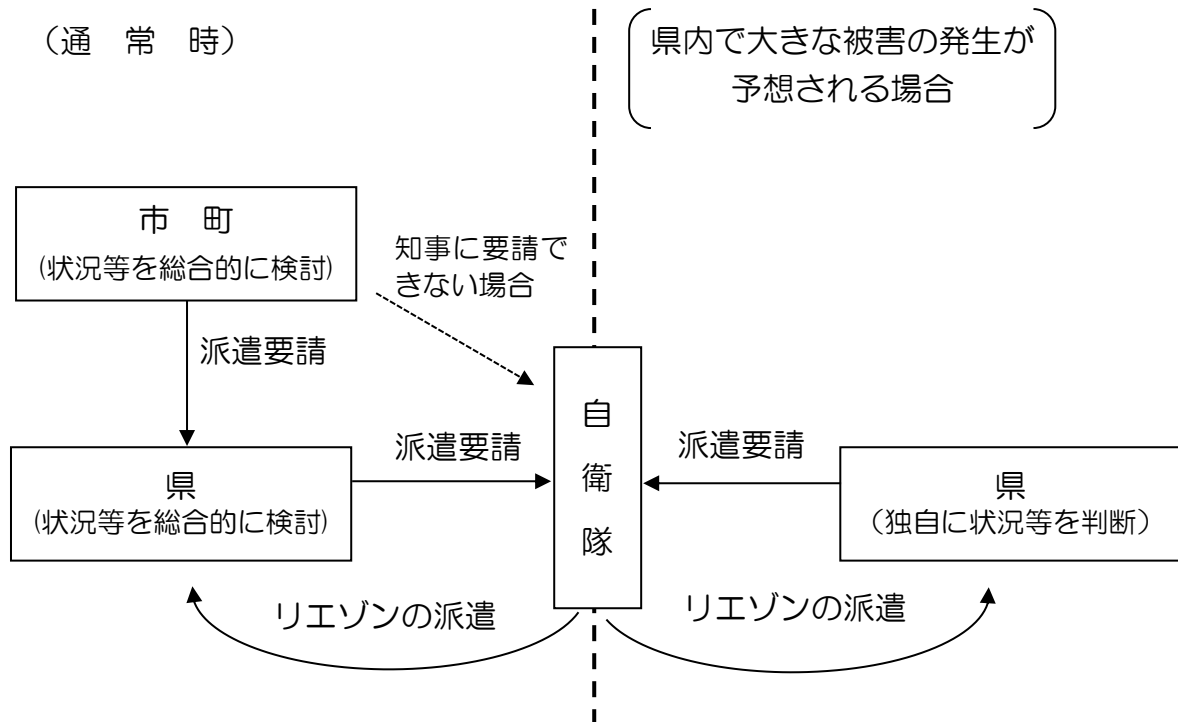 （通　常　時）
県内で大きな被害の発生が
予想される場合
市　町
(状況等を総合的に検討)
知事に要請で
きない場合
派遣要請
自衛隊
派遣要請
派遣要請
県
(状況等を総合的に検討)
県
（独自に状況等を判断）
リエゾンの派遣
リエゾンの派遣